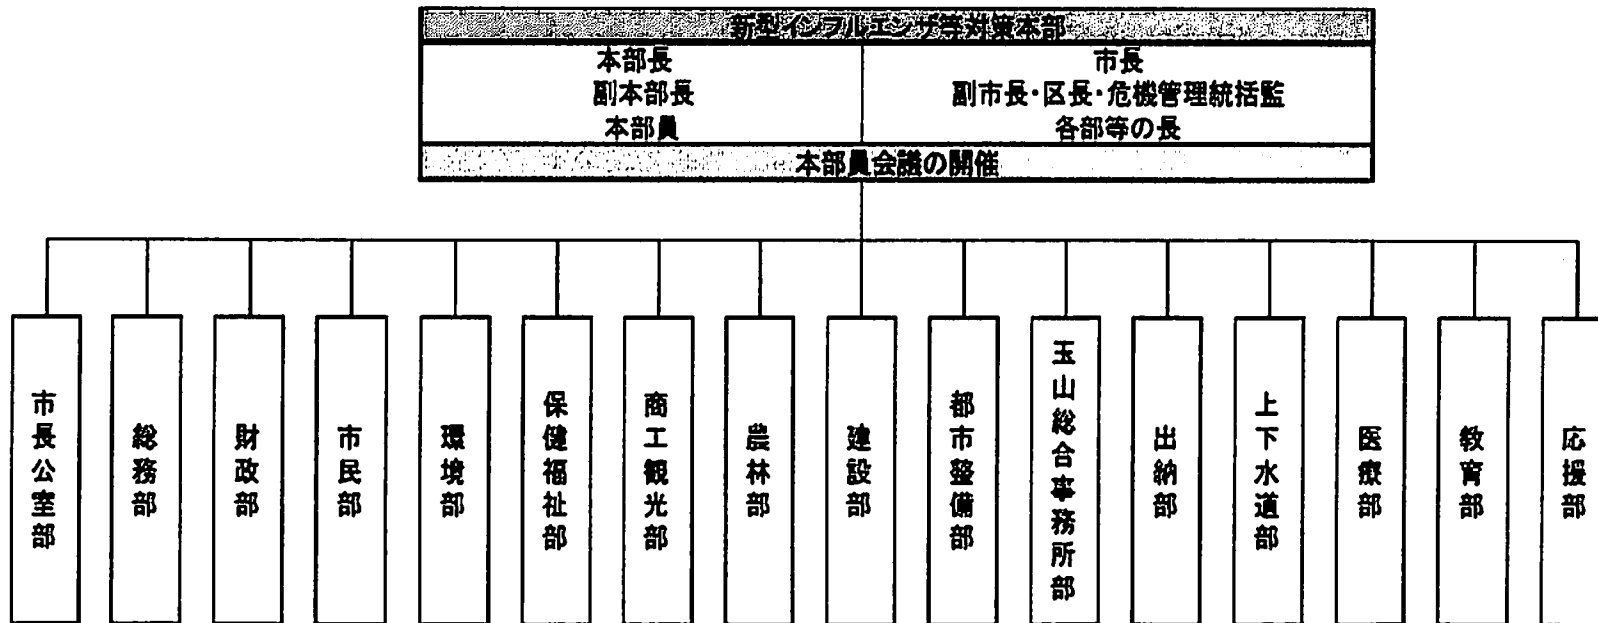 新型インフルエンザ等対策本部
本部長 市長
副本部長 副市長・区長・危機管理統括監
本部員 各部等の長
本部員会議の開催
市長公室部
総務部
財政部
市民部
環境部
保健福祉部
商工観光部
農林部
建設部
都市整備部
玉山総合事務所部
出納部
上下水道部
医療部
教育部
応援部